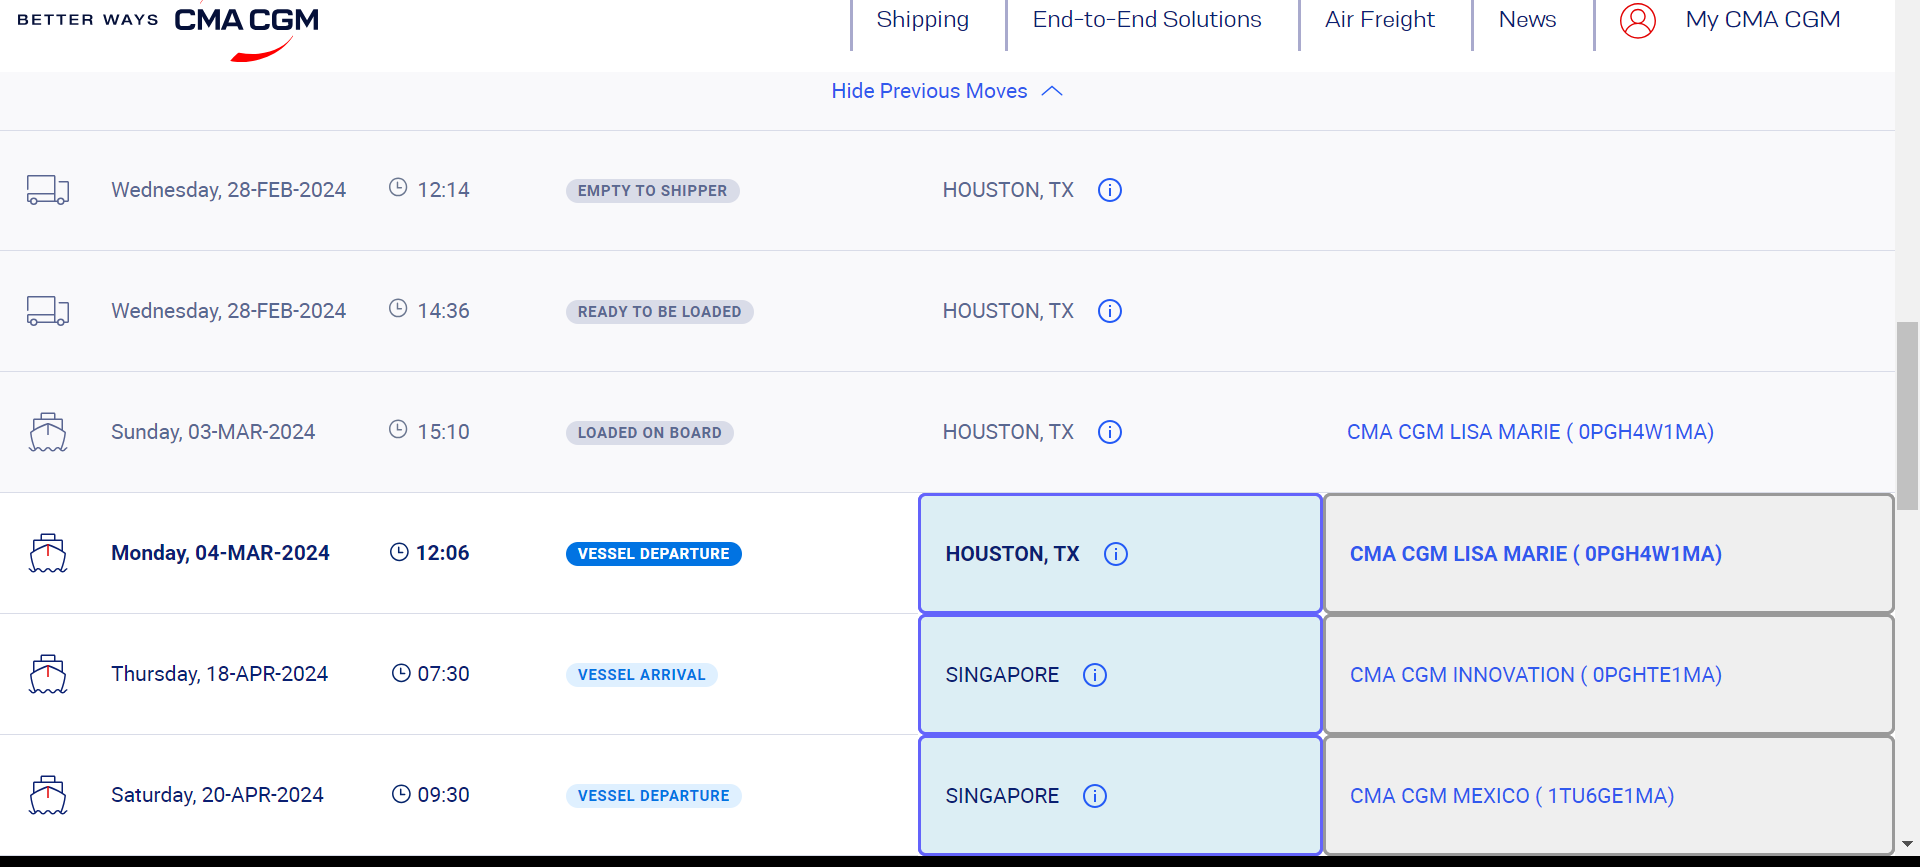 BETTER WAYS CMA CGM
Shipping
End-to-End Solutions
Air Freight
News
My CMA CGM
Hide Previous Moves
Wednesday, 28-FEB-2024 12:14 EMPTY TO SHIPPER HOUSTON, TX
Wednesday, 28-FEB-2024 14:36 READY TO BE LOADED HOUSTON, TX
Sunday, 03-MAR-2024 15:10 LOADED ON BOARD HOUSTON, TX CMA CGM LISA MARIE ( 0PGH4W1MA)
Monday, 04-MAR-2024 12:06 VESSEL DEPARTURE HOUSTON, TX CMA CGM LISA MARIE ( 0PGH4W1MA)
Thursday, 18-APR-2024 07:30 VESSEL ARRIVAL SINGAPORE CMA CGM INNOVATION ( 0PGHTE1MA)
Saturday, 20-APR-2024 09:30 VESSEL DEPARTURE SINGAPORE CMA CGM MEXICO ( 1TU6GE1MA)